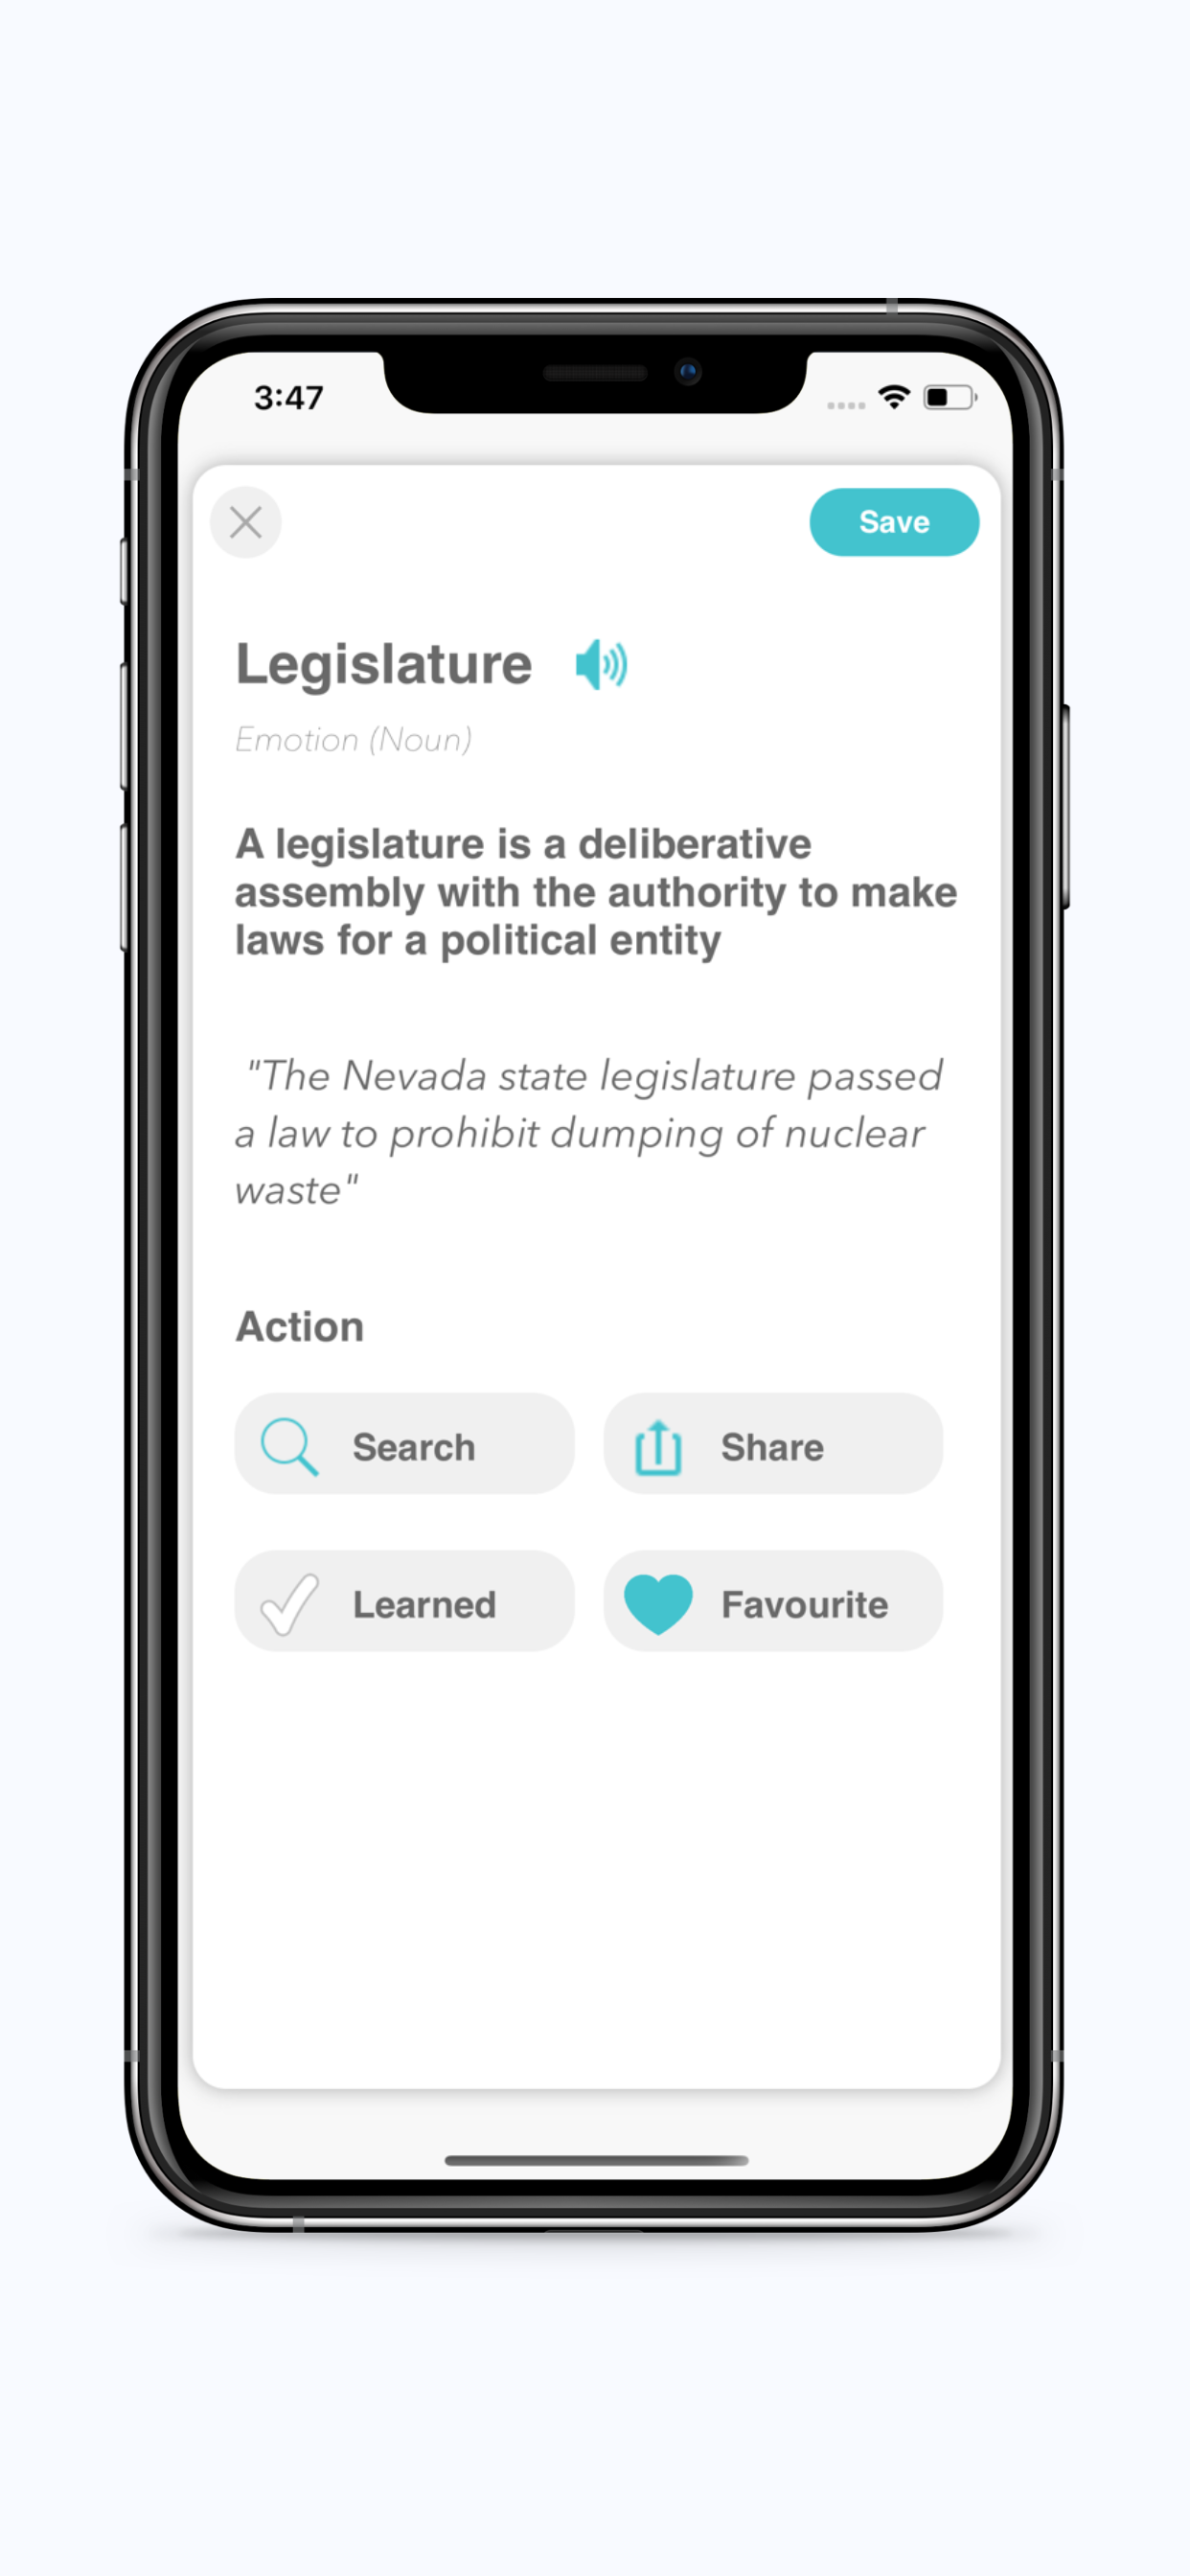 3:47
Save
Legislature
Emotion (Noun)
A legislature is a deliberative
assembly with the authority to make
laws for a political entity
"The Nevada state legislature passed
a law to prohibit dumping of nuclear
waste"
Action
Search
Share
Learned
Favourite